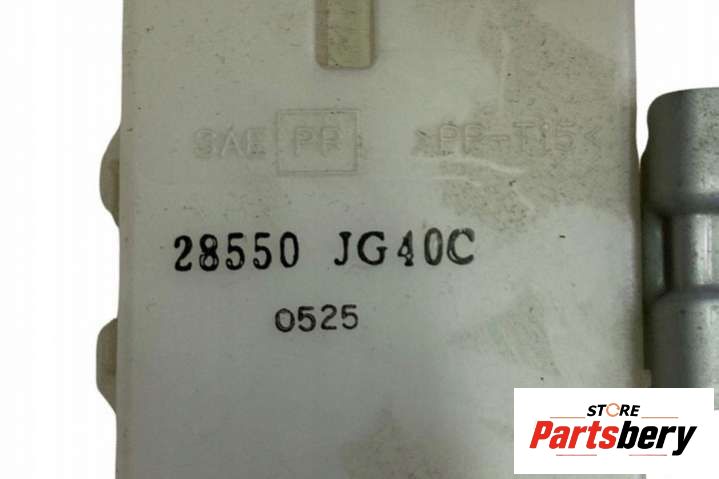 SAE PP >PP-T15<
28550 JG40C
0525
STORE
Partsbery